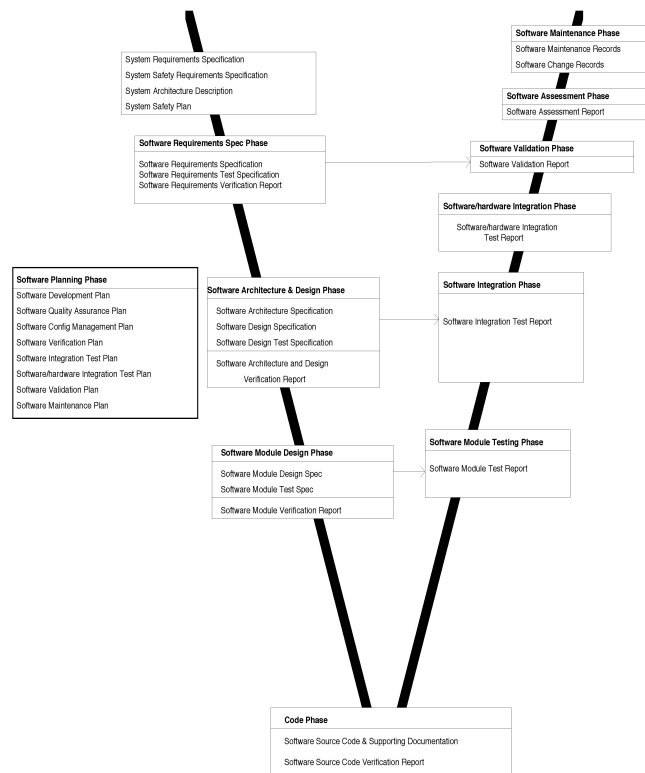 System Requirements Specification
System Safety Requirements Specification
System Architecture Description
System Safety Plan
Software Requirements Spec Phase
Software Requirements Specification
Software Requirements Test Specification
Software Requirements Verification Report
Software Planning Phase
Software Development Plan
Software Quality Assurance Plan
Software Config Management Plan
Software Verification Plan
Software Integration Test Plan
Software/hardware Integration Test Plan
Software Validation Plan
Software Maintenance Plan
Software Architecture & Design Phase
Software Architecture Specification
Software Design Specification
Software Design Test Specification
Software Architecture and Design
Verification Report
Software Module Design Phase
Software Module Design Spec
Software Module Test Spec
Software Module Verification Report
Code Phase
Software Source Code & Supporting Documentation
Software Source Code Verification Report
Software Module Testing Phase
Software Module Test Report
Software Integration Phase
Software Integration Test Report
Software/hardware Integration Phase
Software/hardware Integration
Test Report
Software Validation Phase
Software Validation Report
Software Assessment Phase
Software Assessment Report
Software Maintenance Phase
Software Maintenance Records
Software Change Records